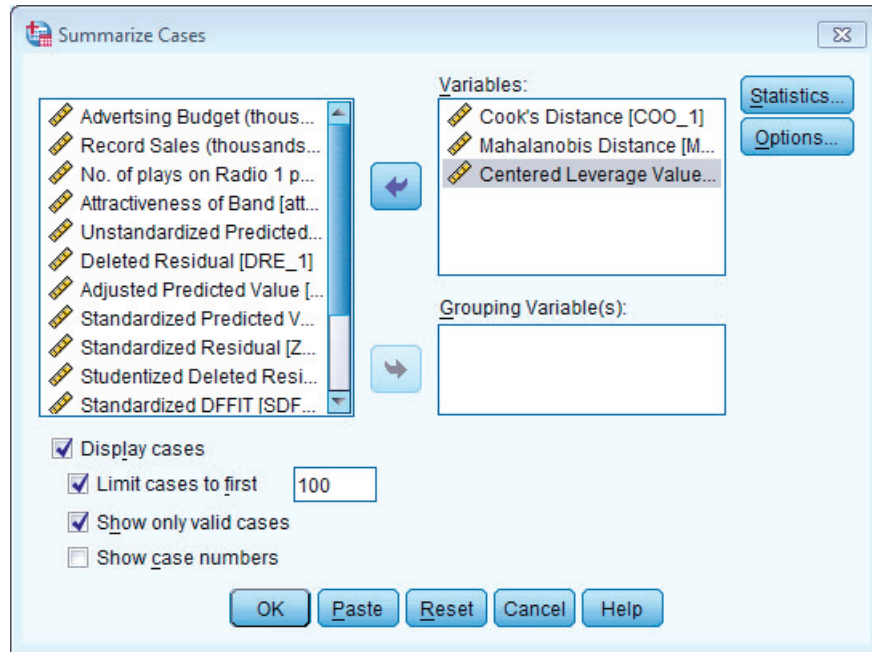 Summarize Cases
Advertsing Budget (thous...
Record Sales (thousands...
No. of plays on Radio 1 p...
Attractiveness of Band [att...
Unstandardized Predicted...
Deleted Residual [DRE_1]
Adjusted Predicted Value [...
Standardized Predicted V...
Standardized Residual [Z...
Studentized Deleted Resi...
Standardized DFFIT [SDF...
Variables:
Cook's Distance [COO_1]
Mahalanobis Distance [M...
Centered Leverage Value...
Grouping Variable(s):
Statistics...
Options...
Display cases
Limit cases to first 100
Show only valid cases
Show case numbers
OK Paste Reset Cancel Help